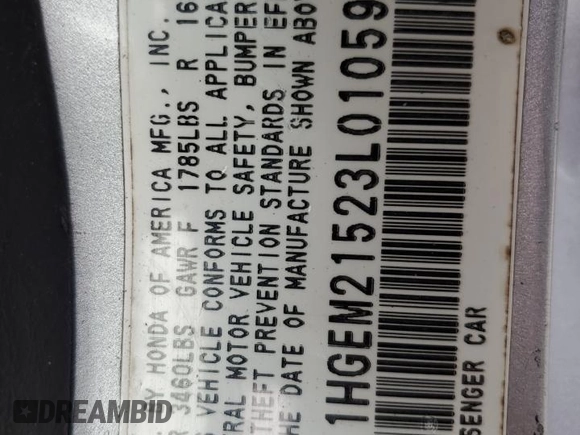 Y HONDA OF AMERICA MFG., INC.
R 3460LBS GAWR F 1785LBS R 16
S VEHICLE CONFORMS TO ALL APPLICA
RAL MOTOR VEHICLE SAFETY, BUMPER
THEFT PREVENTION STANDARDS IN EF
HE DATE OF MANUFACTURE SHOWN ABO
1HGEM21523L01059
SENGER CAR
DREAMBID